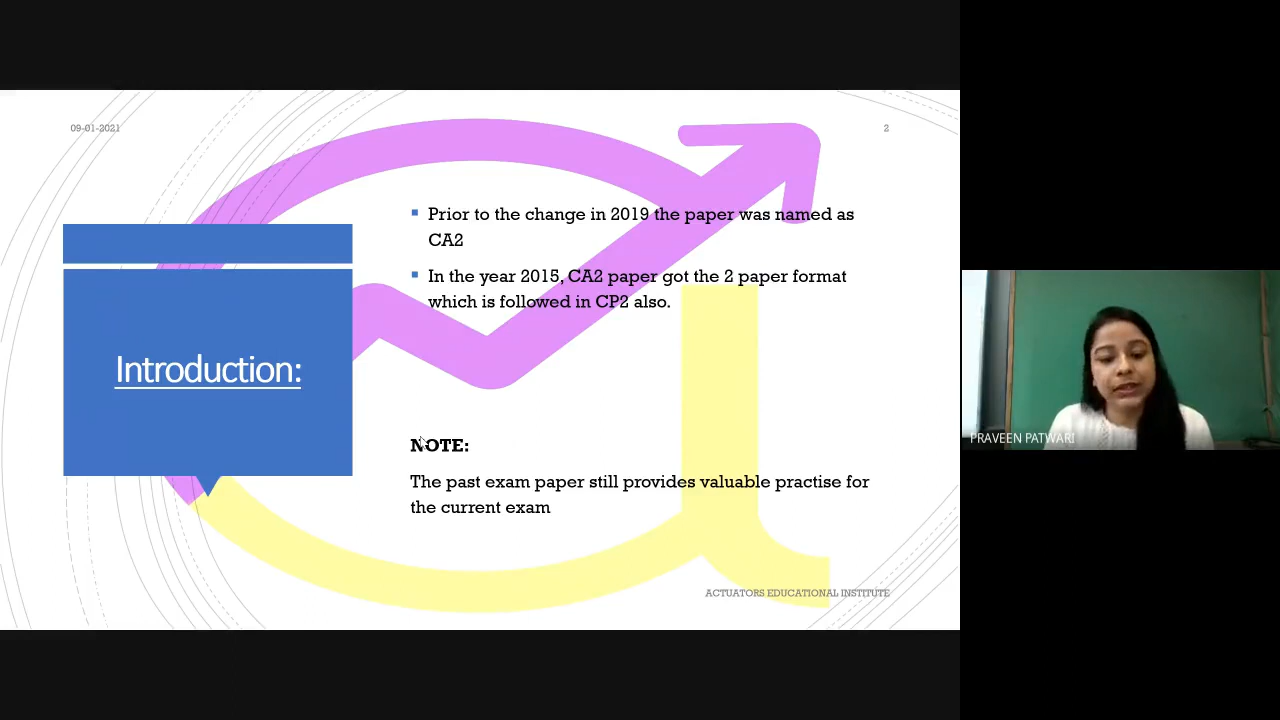 09-01-2021
2
Prior to the change in 2019 the paper was named as
CA2
In the year 2015, CA2 paper got the 2 paper format
which is followed in CP2 also.
Introduction:
NOTE:
The past exam paper still provides valuable practise for
the current exam
ACTUATORS EDUCATIONAL INSTITUTE
PRAVEEN PATWARI